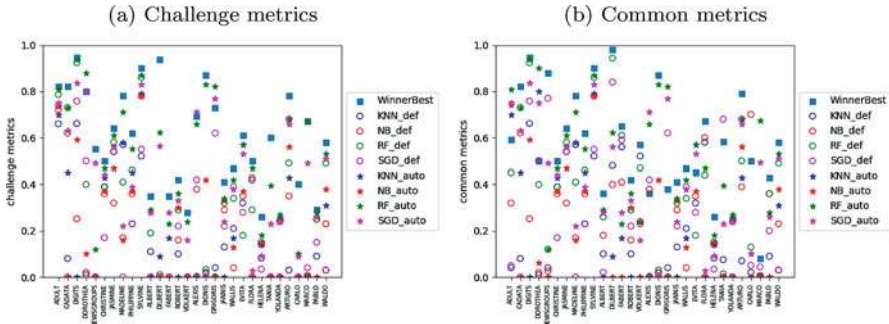 (a) Challenge metrics
(b) Common metrics
challenge metrics
1.0
0.8
0.6
0.4
0.2
0.0
ADULT
CADATA
DIGITS
DOROTHEA
EWSGROUPS
CHRISTINE
JASMINE
MADELINE
PHILIPPINE
SYLVINE
ALBERT
DILBERT
FABERT
ROBERT
VOLKERT
ALEXIS
DIONIS
GRIGORIS
JANNIS
WALLIS
EVITA
FLORA
HELENA
TANIA
YOLANDA
ARTURO
CARLO
MARCO
PABLO
WALDO
WinnerBest
KNN_def
NB_def
RF_def
SGD_def
KNN_auto
NB_auto
RF_auto
SGD_auto
common metrics
1.0
0.8
0.6
0.4
0.2
0.0
ADULT
CADATA
DIGITS
DOROTHEA
EWSGROUPS
CHRISTINE
JASMINE
MADELINE
PHILIPPINE
SYLVINE
ALBERT
DILBERT
FABERT
ROBERT
VOLKERT
ALEXIS
DIONIS
GRIGORIS
JANNIS
WALLIS
EVITA
FLORA
HELENA
TANIA
YOLANDA
ARTURO
CARLO
MARCO
PABLO
WALDO
WinnerBest
KNN_def
NB_def
RF_def
SGD_def
KNN_auto
NB_auto
RF_auto
SGD_auto